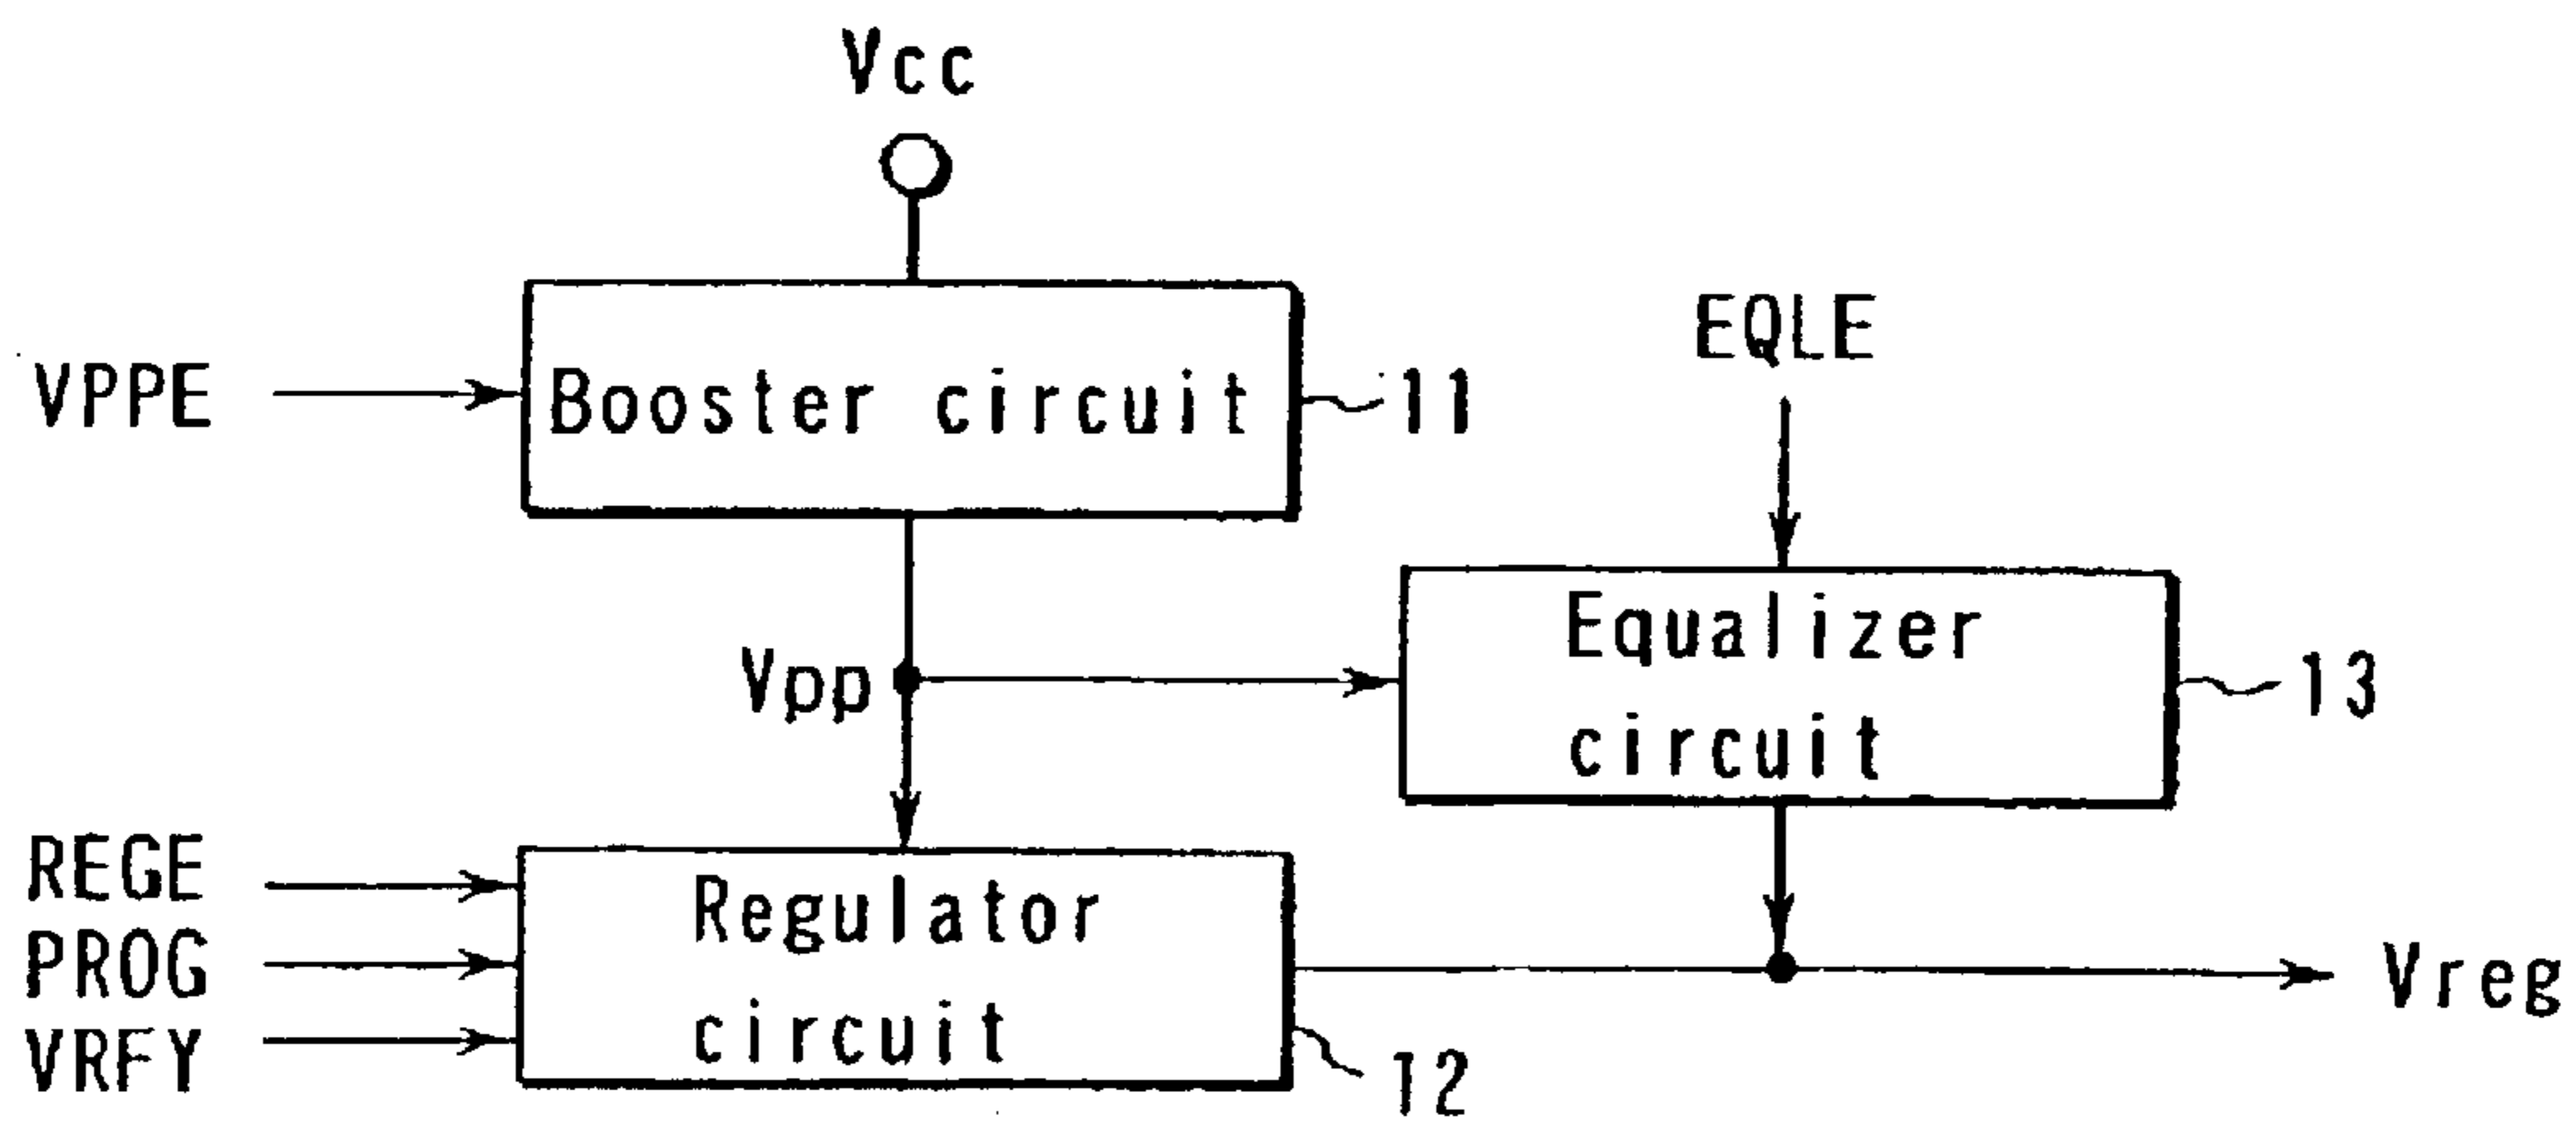 Vcc
VPPE
Booster circuit
11
EQLE
Equalizer
circuit
13
Vpp
REGE
PROG
VRFY
Regulator
circuit
12
Vreg